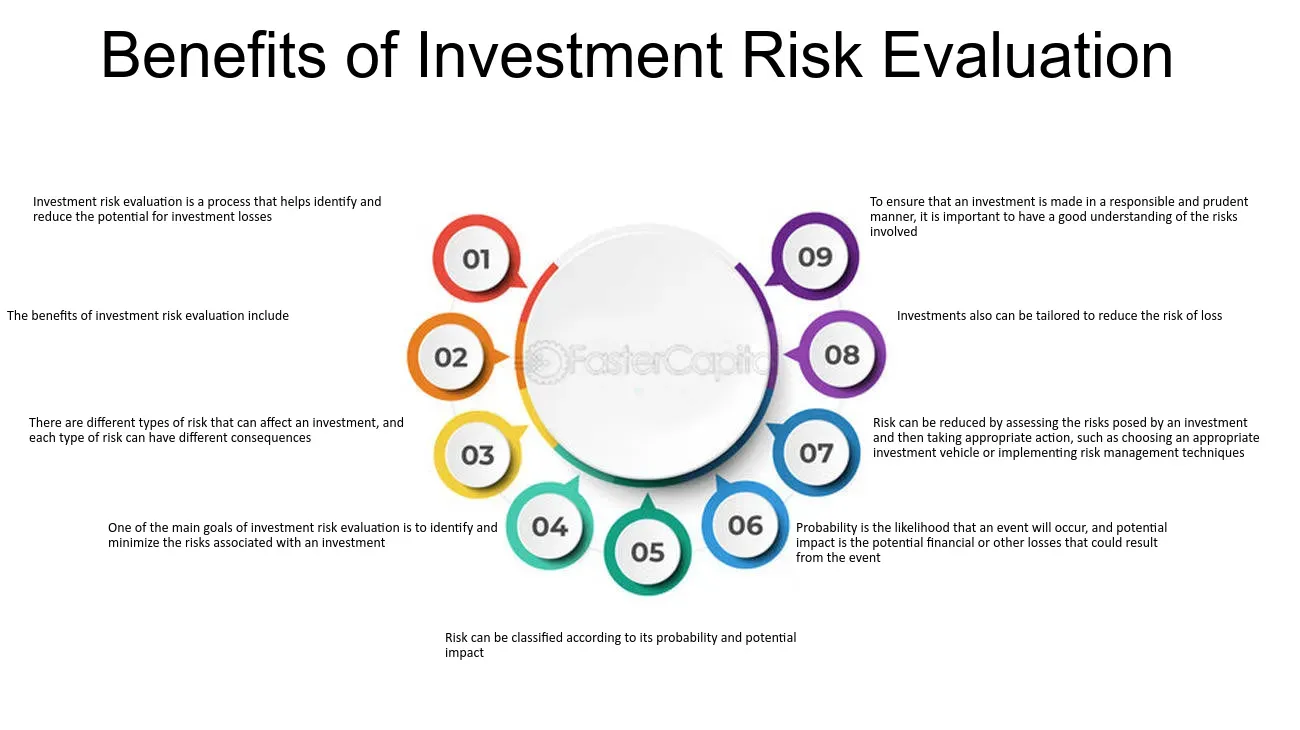 Benefits of Investment Risk Evaluation
Investment risk evaluation is a process that helps identify and
reduce the potential for investment losses
01
The benefits of investment risk evaluation include
02
There are different types of risk that can affect an investment, and
each type of risk can have different consequences
03
One of the main goals of investment risk evaluation is to identify and
minimize the risks associated with an investment
04
05
Risk can be classified according to its probability and potential
impact
06
Probability is the likelihood that an event will occur, and potential
impact is the potential financial or other losses that could result
from the event
07
Risk can be reduced by assessing the risks posed by an investment
and then taking appropriate action, such as choosing an appropriate
investment vehicle or implementing risk management techniques
08
Investments also can be tailored to reduce the risk of loss
09
To ensure that an investment is made in a responsible and prudent
manner, it is important to have a good understanding of the risks
involved
FasterCapital